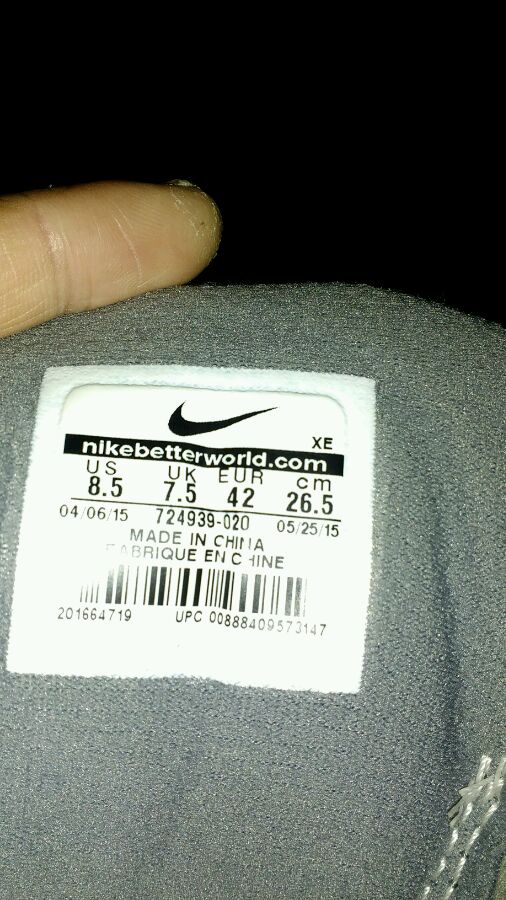 XE
nikebetterworld.com
US UK EUR cm
8.5 7.5 42 26.5
04/06/15 724939-020 05/25/15
MADE IN CHINA
FABRIQUE EN CHINE
201664719 UPC 00888409573147